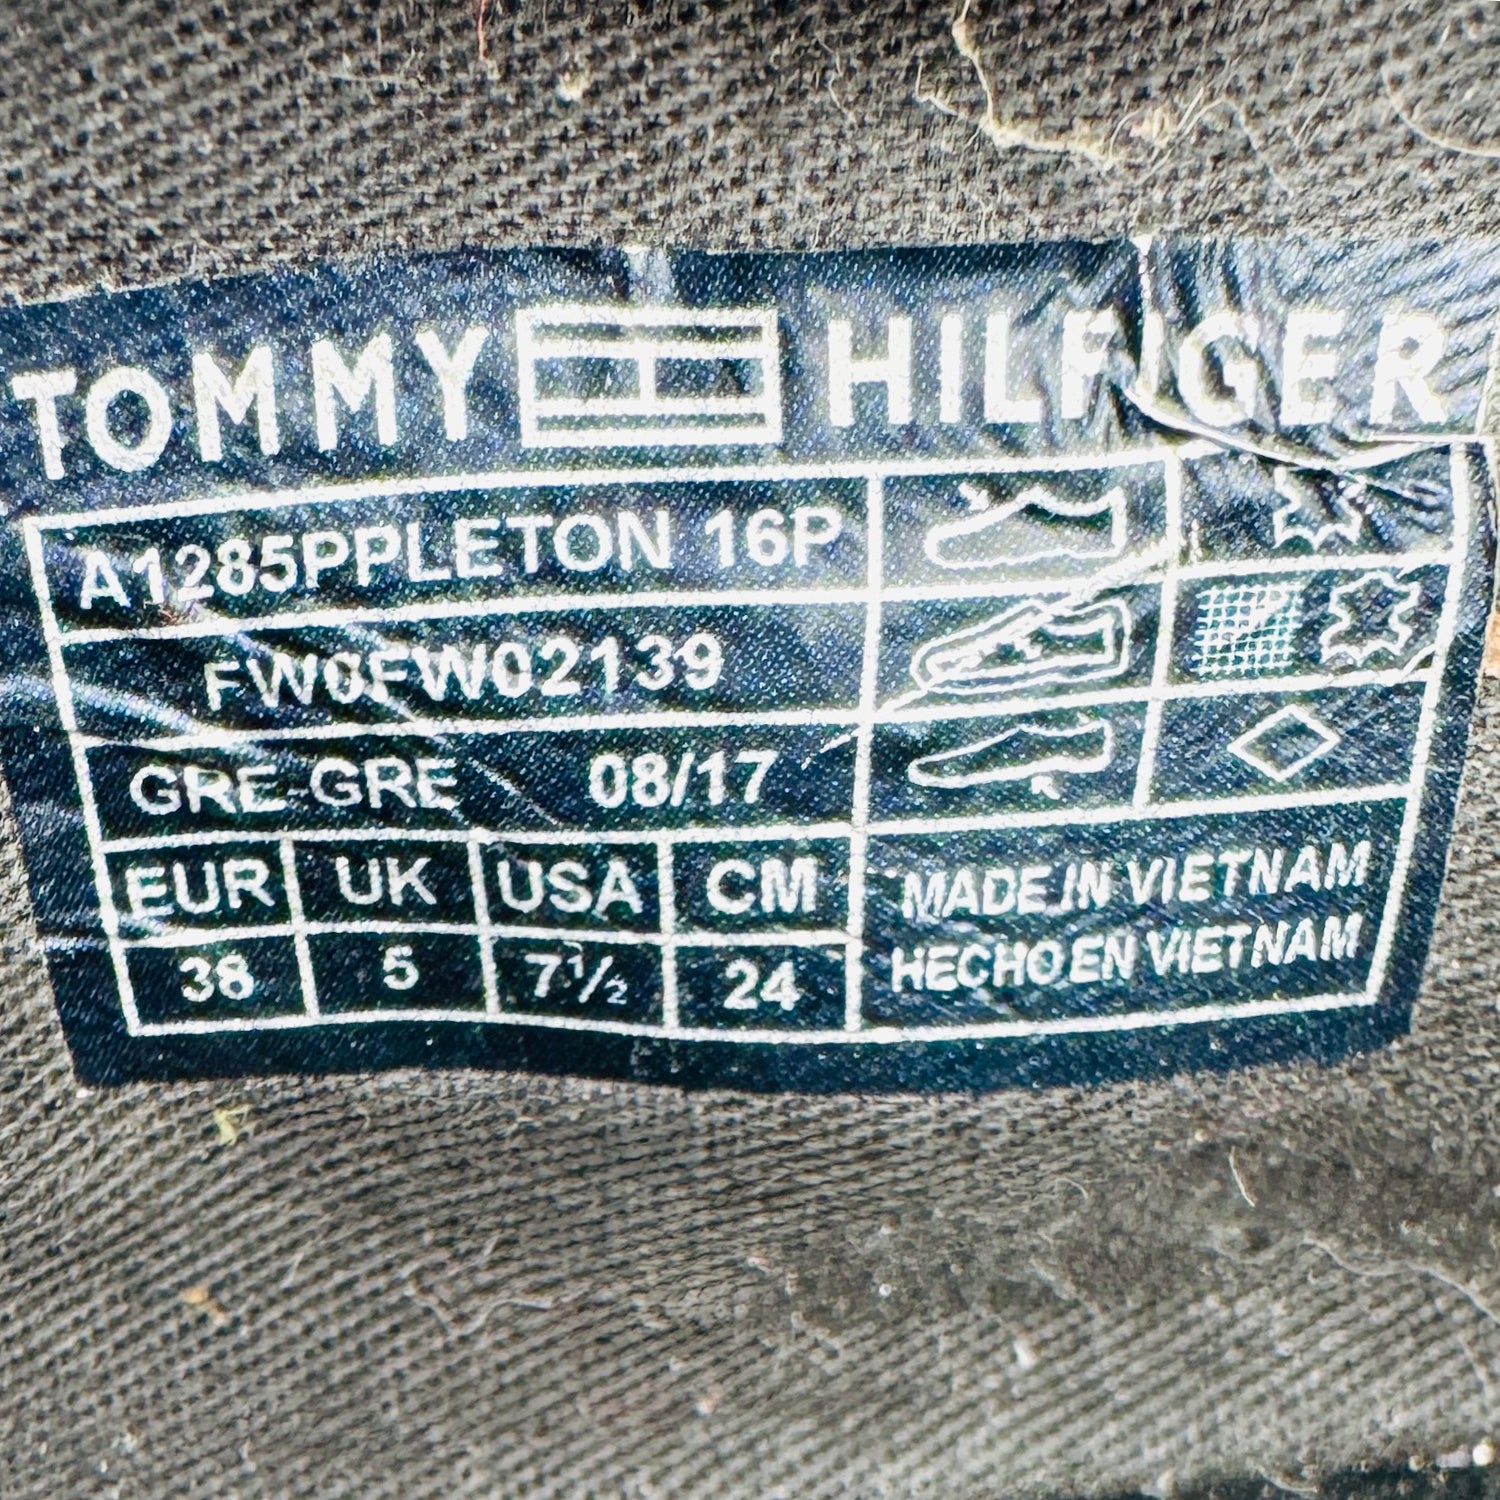 TOMMY HILFIGER
A1285PPLETON 16P
FW0FW02139
GRE-GRE 08/17
EUR UK USA CM
38 5 7½ 24
MADE IN VIETNAM
HECHO EN VIETNAM